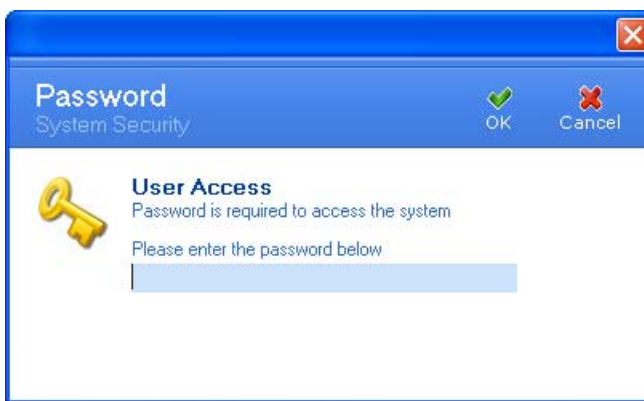 Password
System Security
OK
Cancel
User Access
Password is required to access the system
Please enter the password below